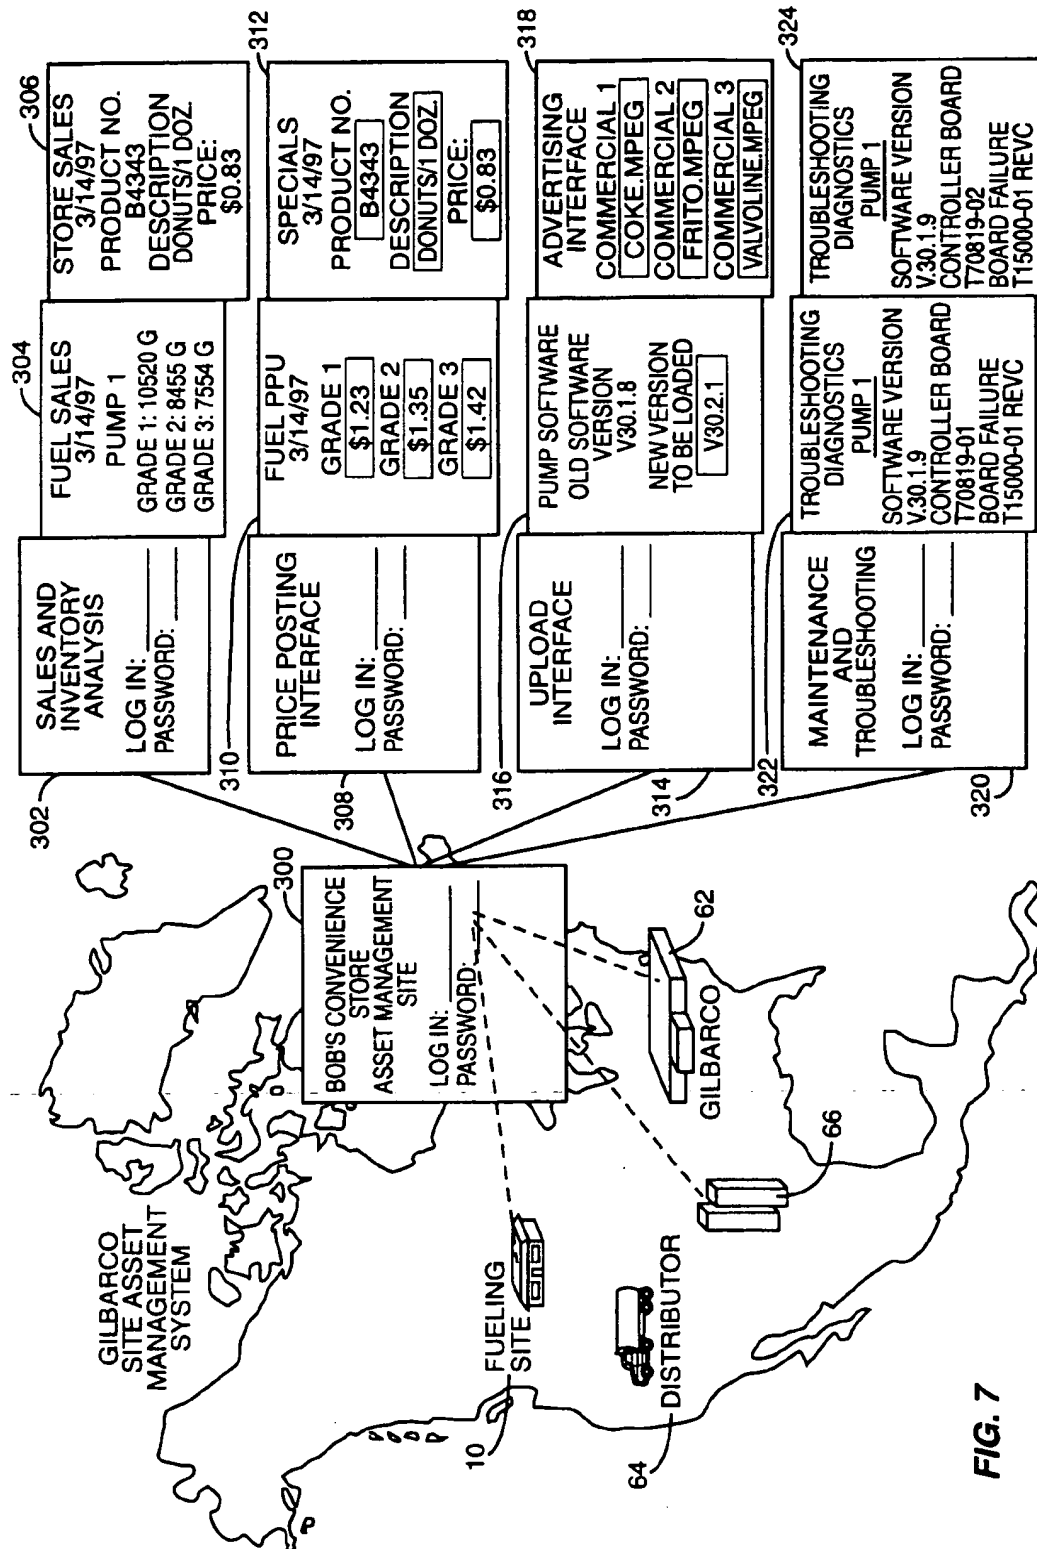 GILBARCO
SITE ASSET
MANAGEMENT
SYSTEM
300
BOB'S CONVENIENCE
STORE
ASSET MANAGEMENT
SITE
LOG IN:
PASSWORD:
10
FUELING
SITE
64
DISTRIBUTOR
66
62
GILBARCO
302
SALES AND
INVENTORY
ANALYSIS
LOG IN:
PASSWORD:
304
FUEL SALES
3/14/97
PUMP 1
GRADE 1: 10520 G
GRADE 2: 8455 G
GRADE 3: 7554 G
306
STORE SALES
3/14/97
PRODUCT NO.
B4343
DESCRIPTION
DONUTS/1 DOZ.
PRICE:
$0.83
308
PRICE POSTING
INTERFACE
LOG IN:
PASSWORD:
310
FUEL PPU
3/14/97
GRADE 1
$1.23
GRADE 2
$1.35
GRADE 3
$1.42
312
SPECIALS
3/14/97
PRODUCT NO.
B4343
DESCRIPTION
DONUTS/1 DOZ.
PRICE:
$0.83
314
UPLOAD
INTERFACE
LOG IN:
PASSWORD:
316
PUMP SOFTWARE
OLD SOFTWARE
VERSION
V30.1.8
NEW VERSION
TO BE LOADED
V30.2.1
318
ADVERTISING
INTERFACE
COMMERCIAL 1
COKE.MPEG
COMMERCIAL 2
FRITO.MPEG
COMMERCIAL 3
VALVOLINE.MPEG
320
MAINTENANCE
AND
TROUBLESHOOTING
LOG IN:
PASSWORD:
322
TROUBLESHOOTING
DIAGNOSTICS
PUMP 1
SOFTWARE VERSION
V.30.1.9
CONTROLLER BOARD
T70819-01
BOARD FAILURE
T15000-01 REVC
324
TROUBLESHOOTING
DIAGNOSTICS
PUMP 1
SOFTWARE VERSION
V.30.1.9
CONTROLLER BOARD
T70819-02
BOARD FAILURE
T15000-01 REVC
FIG. 7